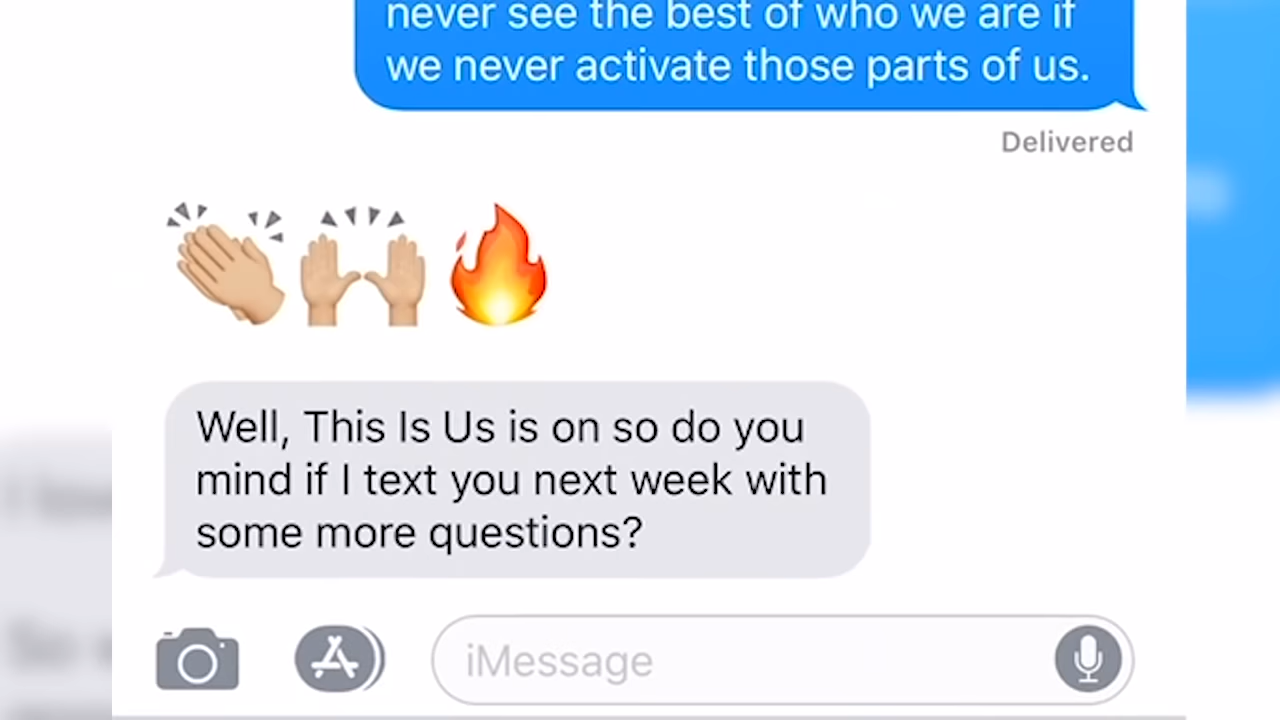 never see the best of who we are if
we never activate those parts of us.
Delivered
Well, This Is Us is on so do you
mind if I text you next week with
some more questions?
iMessage